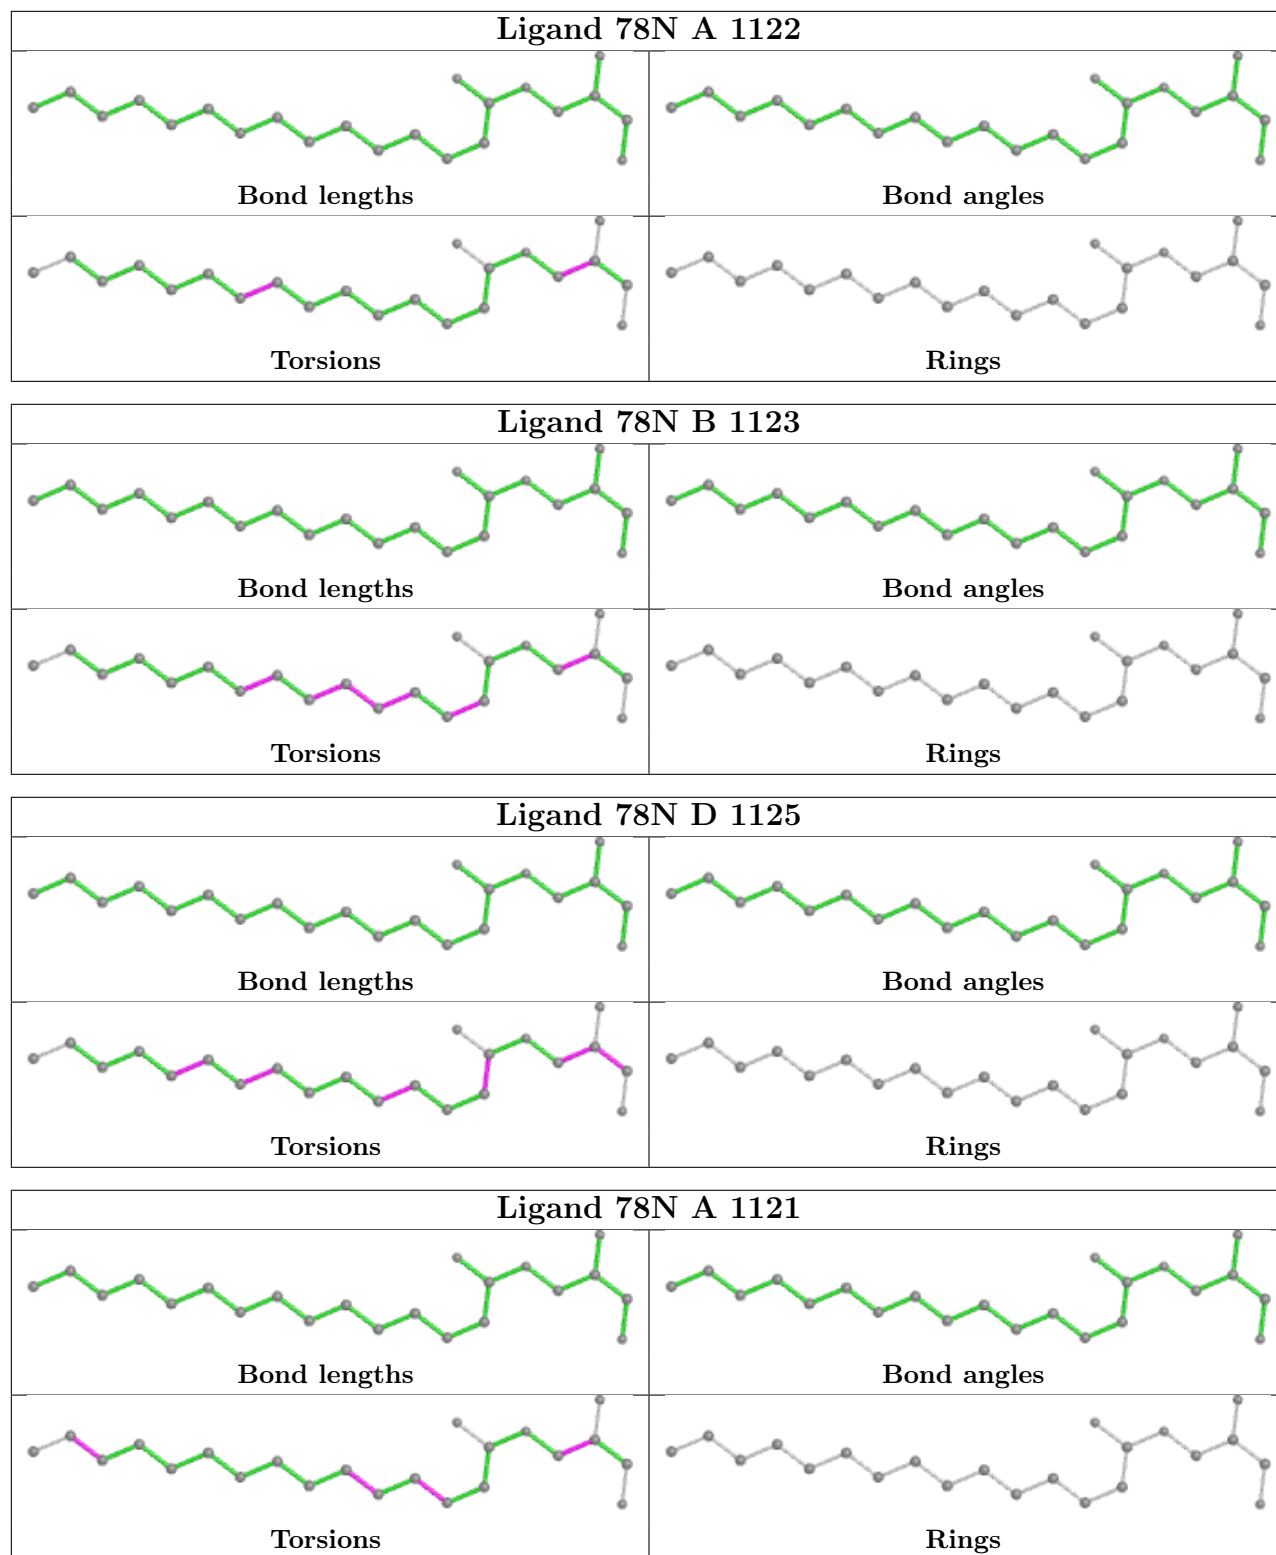 Ligand 78N A 1122
Bond lengths
Bond angles
Torsions
Rings
Ligand 78N B 1123
Bond lengths
Bond angles
Torsions
Rings
Ligand 78N D 1125
Bond lengths
Bond angles
Torsions
Rings
Ligand 78N A 1121
Bond lengths
Bond angles
Torsions
Rings